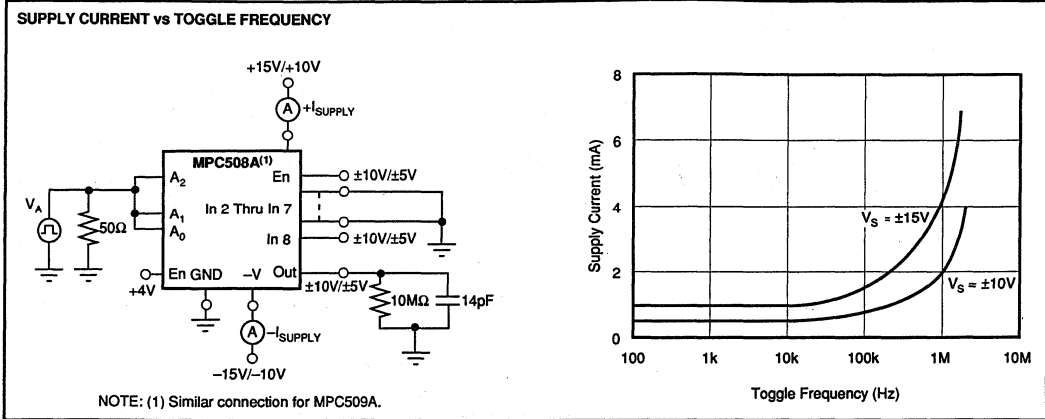 SUPPLY CURRENT vs TOGGLE FREQUENCY
+15V/+10V
A
+ISUPPLY
MPC508A(1)
A2
En
±10V/±5V
VA
50Ω
A1
In 2 Thru In 7
A0
In 8
±10V/±5V
En
GND
–V
Out
+4V
±10V/±5V
10MΩ
14pF
A
–ISUPPLY
–15V/–10V
NOTE: (1) Similar connection for MPC509A.
Supply Current (mA)
8
6
4
2
0
VS = ±15V
VS = ±10V
100
1k
10k
100k
1M
10M
Toggle Frequency (Hz)